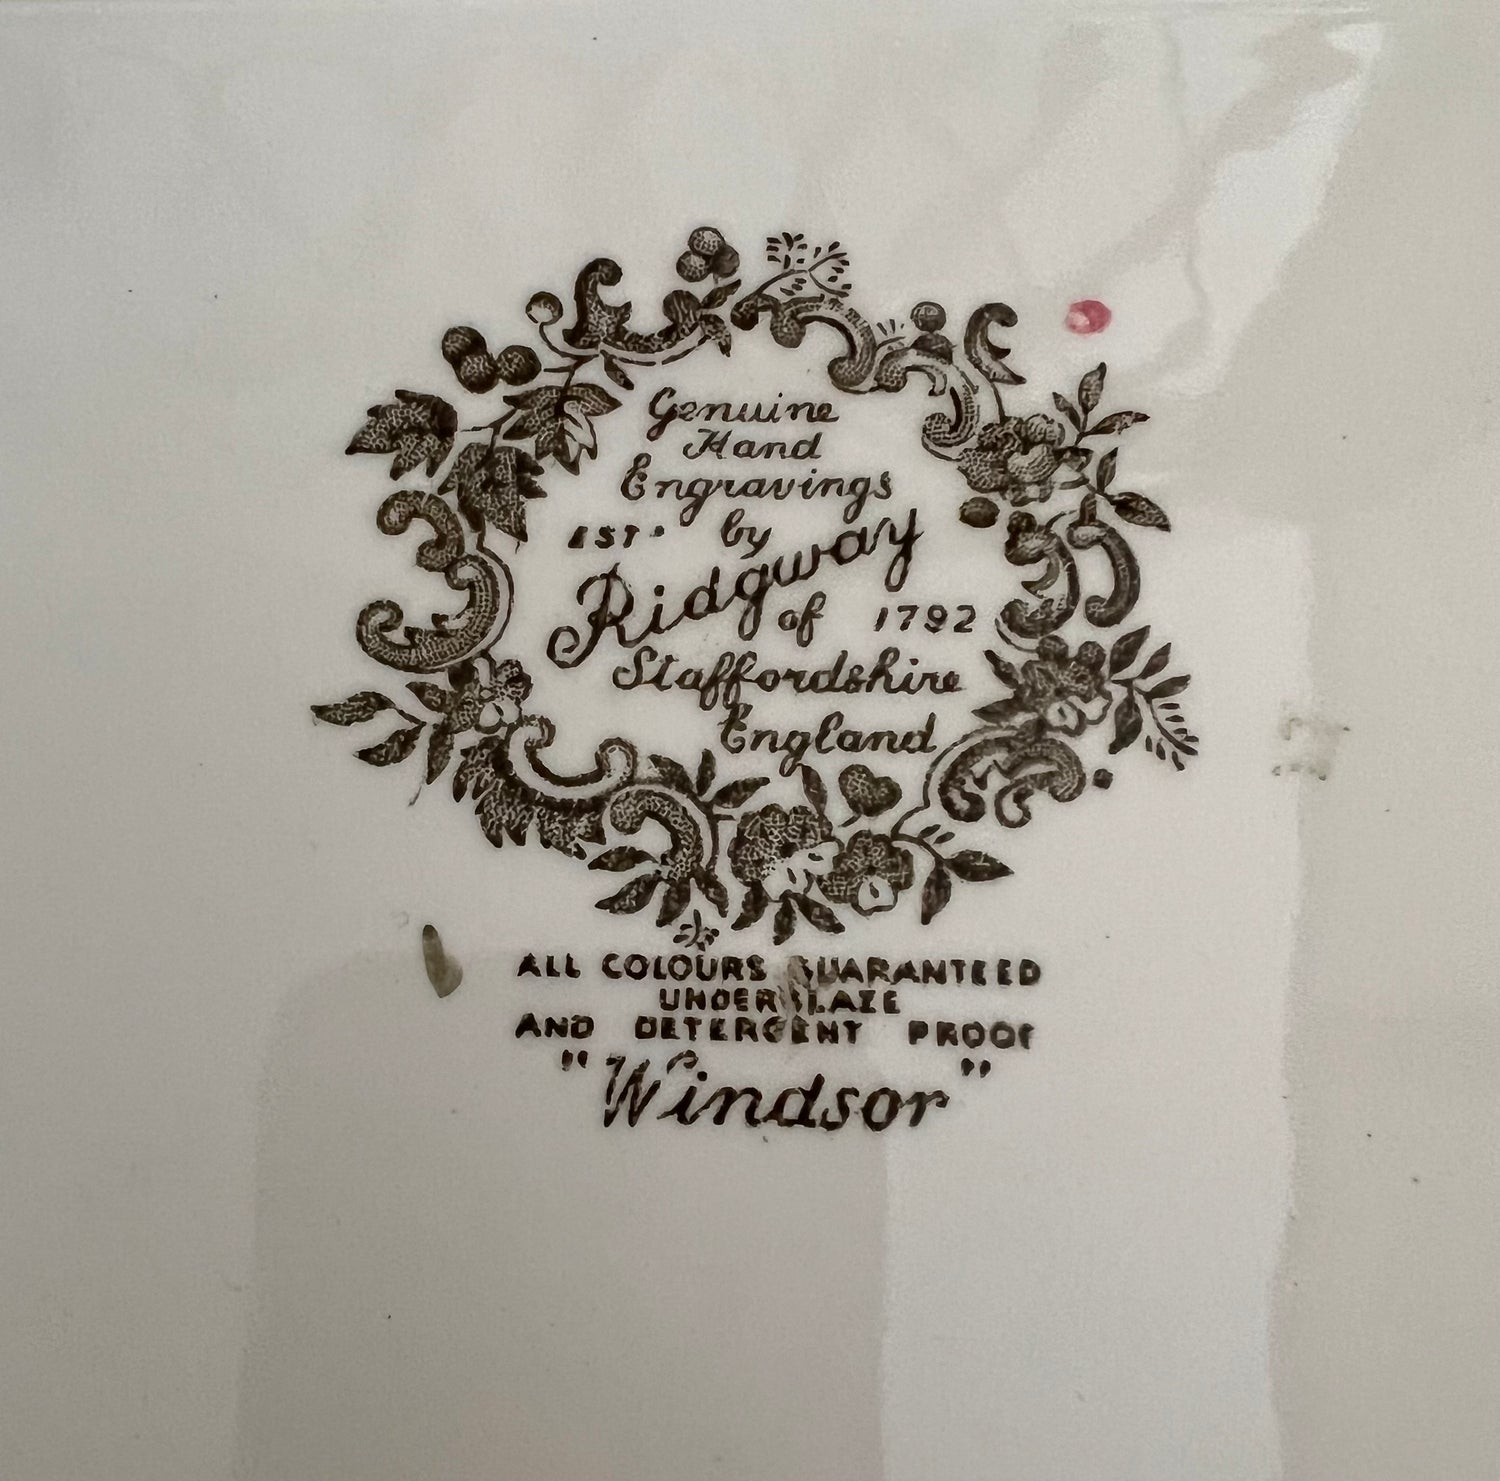 Genuine
Hand
Engravings
EST. by
Ridgway
of 1792
Staffordshire
England
ALL COLOURS GUARANTEED
UNDERGLAZE
AND DETERGENT PROOF
"Windsor"